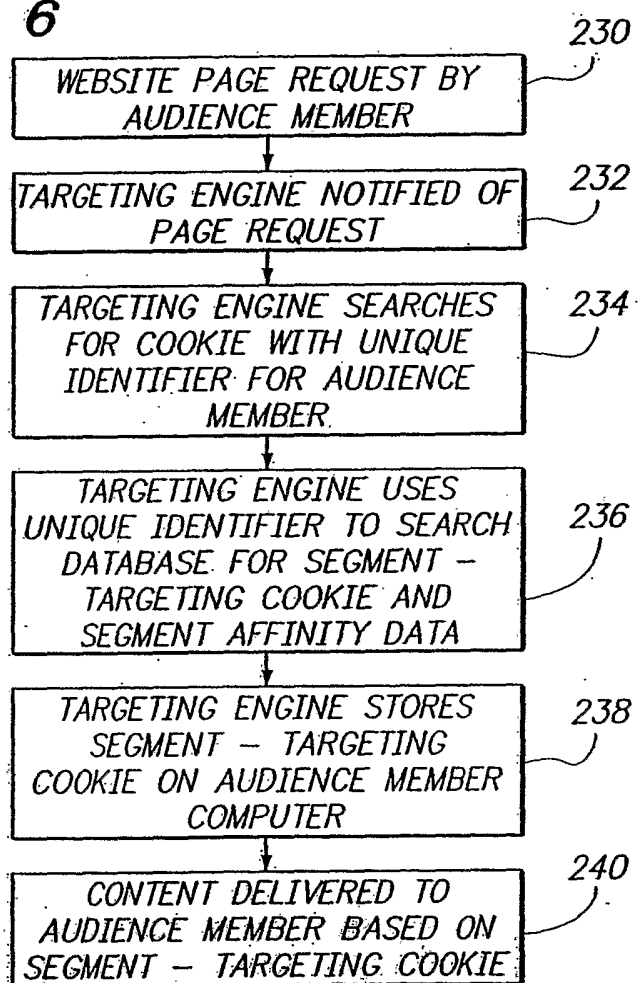 6
230
WEBSITE PAGE REQUEST BY
AUDIENCE MEMBER
232
TARGETING ENGINE NOTIFIED OF
PAGE REQUEST
234
TARGETING ENGINE SEARCHES
FOR COOKIE WITH UNIQUE
IDENTIFIER FOR AUDIENCE
MEMBER
236
TARGETING ENGINE USES
UNIQUE IDENTIFIER TO SEARCH
DATABASE FOR SEGMENT –
TARGETING COOKIE AND
SEGMENT AFFINITY DATA
238
TARGETING ENGINE STORES
SEGMENT – TARGETING
COOKIE ON AUDIENCE MEMBER
COMPUTER
240
CONTENT DELIVERED TO
AUDIENCE MEMBER BASED ON
SEGMENT – TARGETING COOKIE